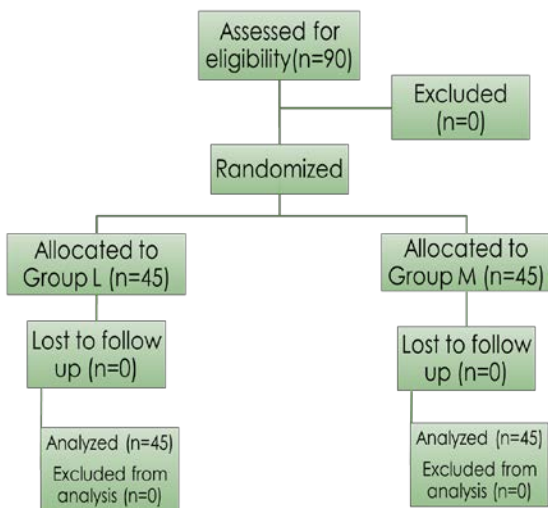 Assessed for
eligibility(n=90)
Excluded
(n=0)
Randomized
Allocated to
Group L (n=45)
Allocated to
Group M (n=45)
Lost to follow
up (n=0)
Lost to follow
up (n=0)
Analyzed (n=45)
Excluded from
analysis (n=0)
Analyzed (n=45)
Excluded from
analysis (n=0)